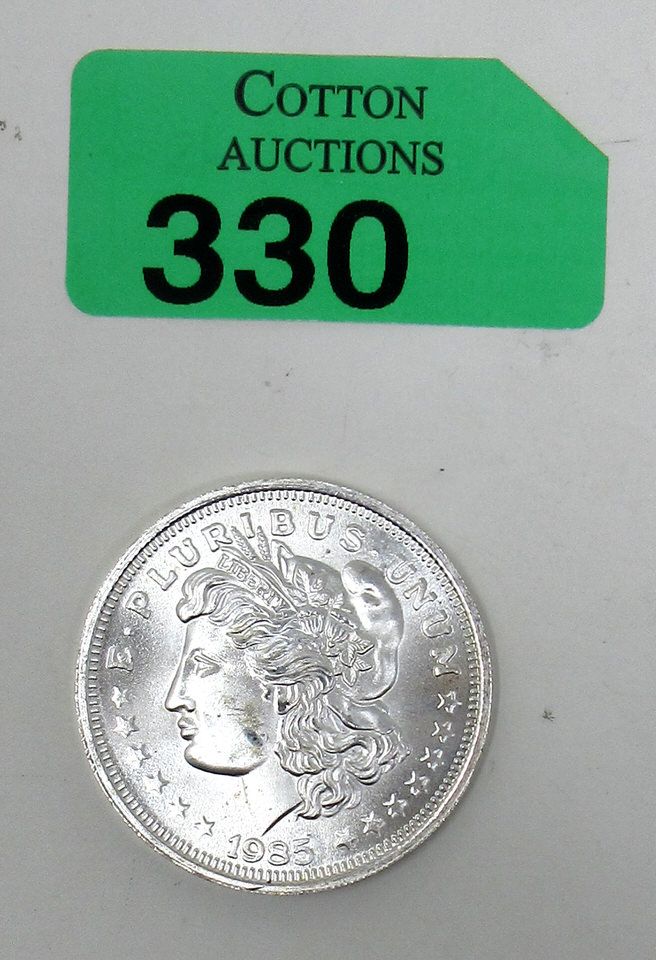 COTTON
AUCTIONS
330
E·PLURIBUS·UNUM
LIBERTY
1985